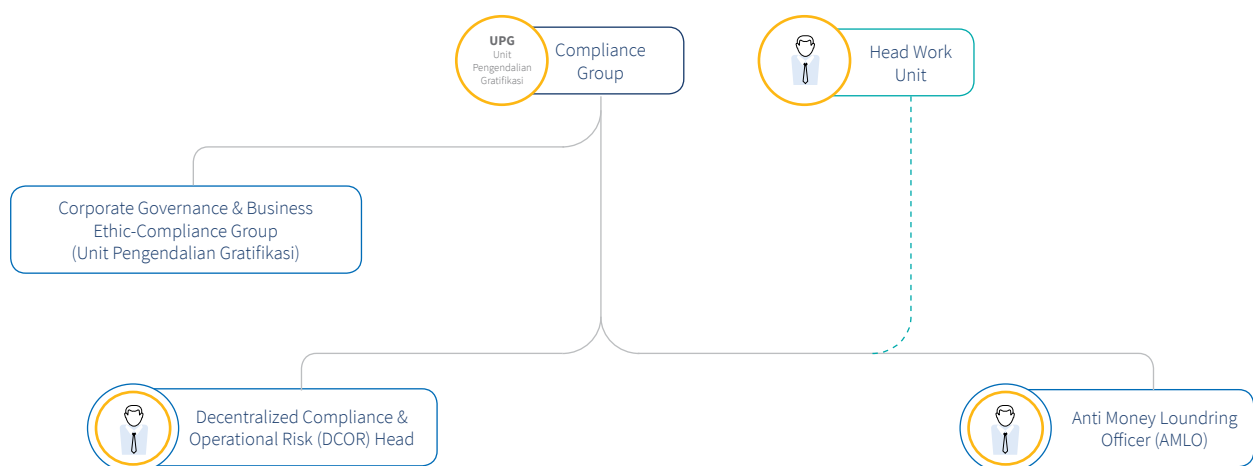 UPG
Unit
Pengendalian
Gratifikasi
Compliance
Group
Head Work
Unit
Corporate Governance & Business
Ethic-Compliance Group
(Unit Pengendalian Gratifikasi)
Decentralized Compliance &
Operational Risk (DCOR) Head
Anti Money Loundring
Officer (AMLO)